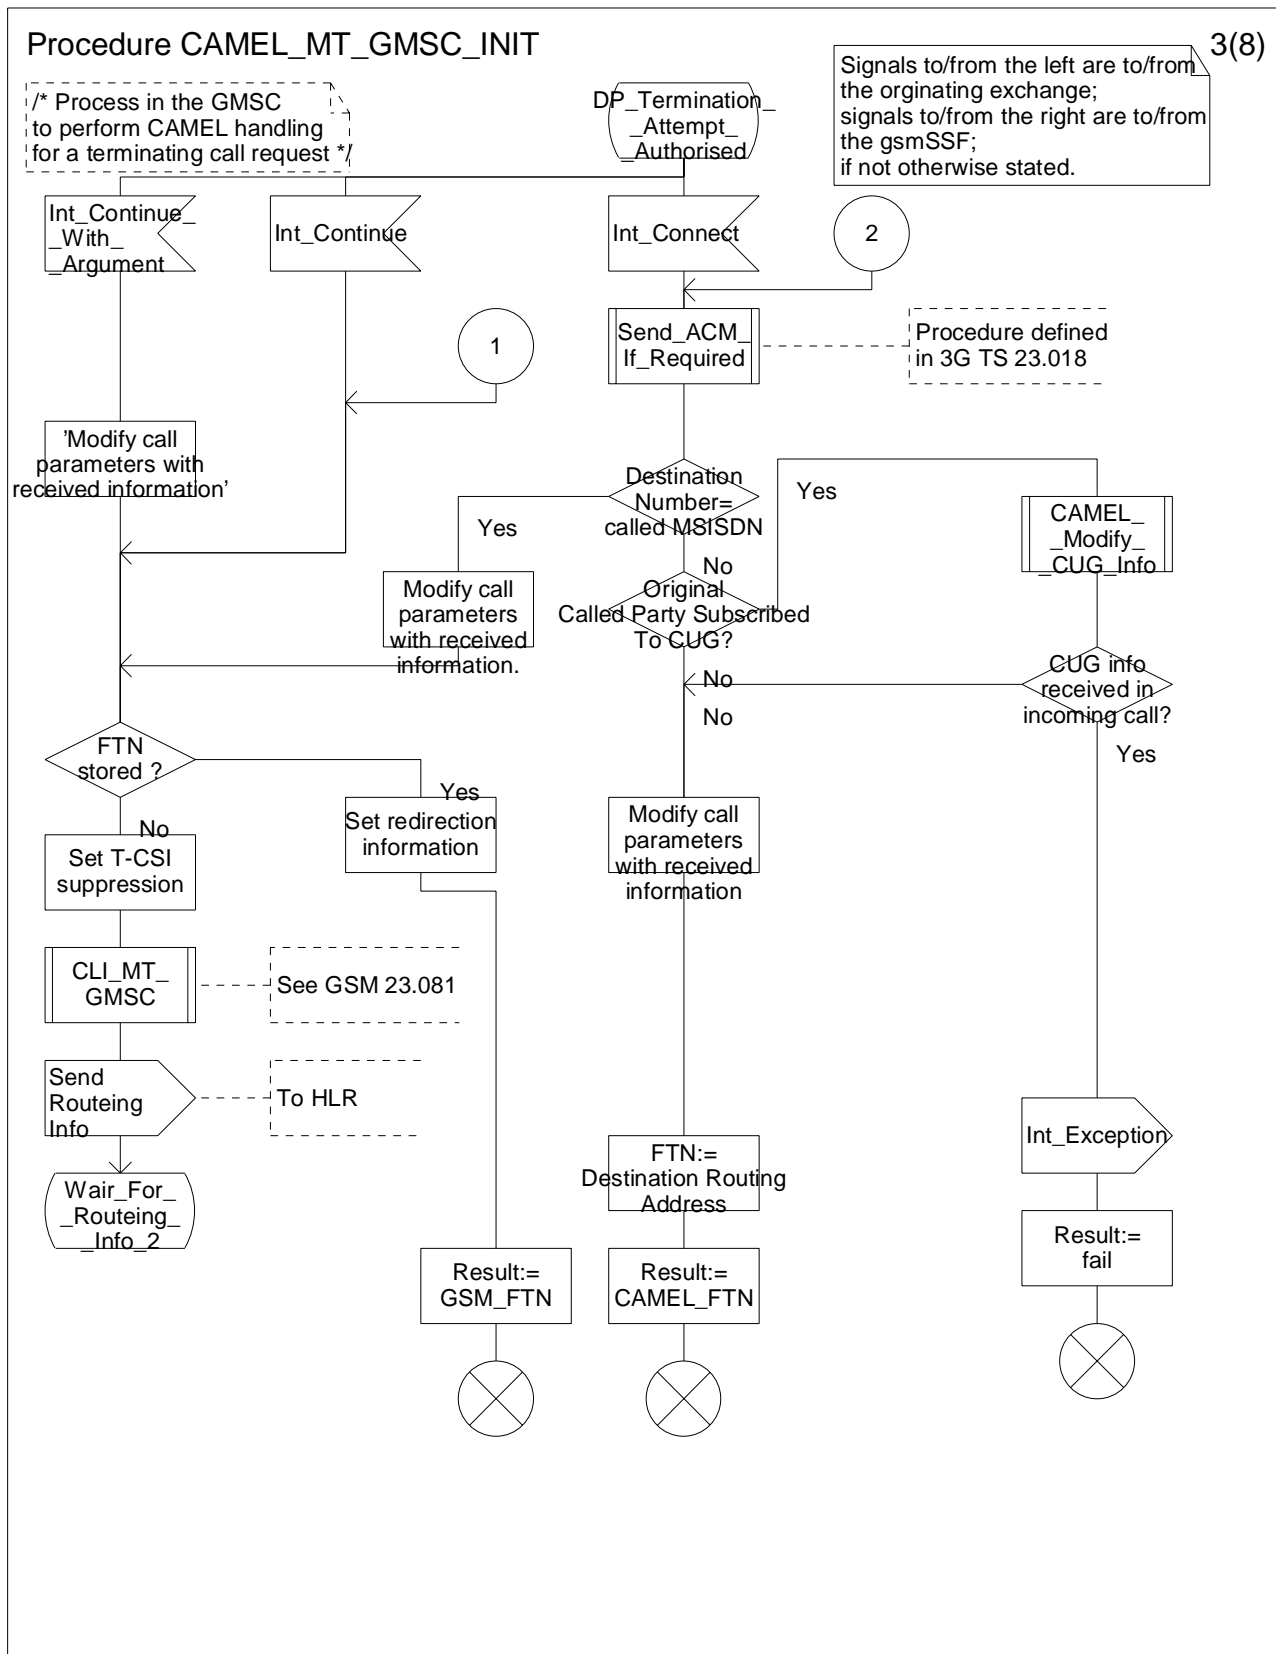 Procedure CAMEL_MT_GMSC_INIT
3(8)
/* Process in the GMSC
to perform CAMEL handling
for a terminating call request */
DP_Termination_
_Attempt_
_Authorised
Signals to/from the left are to/from
the orginating exchange;
signals to/from the right are to/from
the gsmSSF;
if not otherwise stated.
Int_Continue_
_With_
_Argument
Int_Continue
Int_Connect
2
1
Send_ACM_
If_Required
Procedure defined
in 3G TS 23.018
'Modify call
parameters with
received information'
Destination
Number=
called MSISDN
Yes
Yes
No
CAMEL_
_Modify_
_CUG_Info
Modify call
parameters
with received
information.
Original
Called Party Subscribed
To CUG?
No
No
CUG info
received in
incoming call?
Yes
FTN
stored ?
Yes
No
Set redirection
information
Modify call
parameters
with received
information
Set T-CSI
suppression
CLI_MT_
GMSC
See GSM 23.081
Send
Routeing
Info
To HLR
Int_Exception
FTN:=
Destination Routing
Address
Wair_For_
_Routeing_
_Info_2
Result:=
fail
Result:=
GSM_FTN
Result:=
CAMEL_FTN